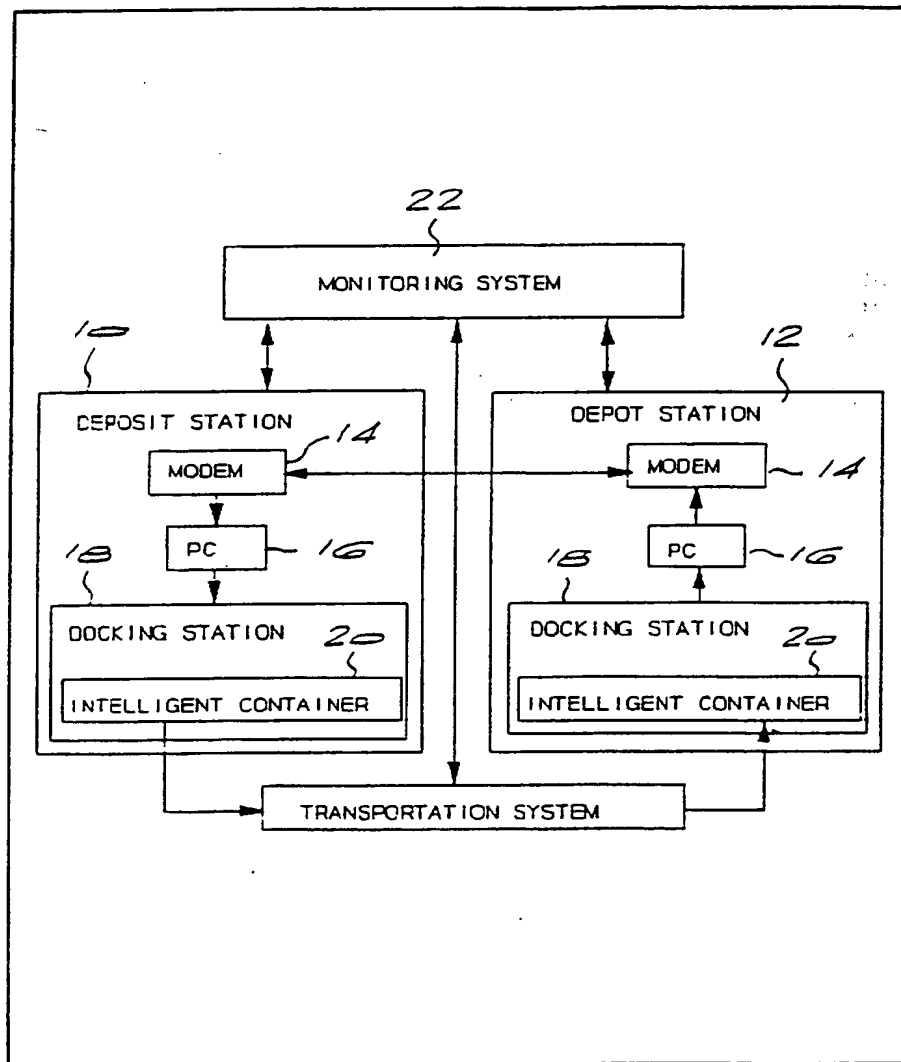 22
MONITORING SYSTEM
10
12
DEPOSIT STATION
DEPOT STATION
14
MODEM
MODEM
14
18
PC
16
18
PC
16
DOCKING STATION
DOCKING STATION
20
20
INTELLIGENT CONTAINER
INTELLIGENT CONTAINER
TRANSPORTATION SYSTEM